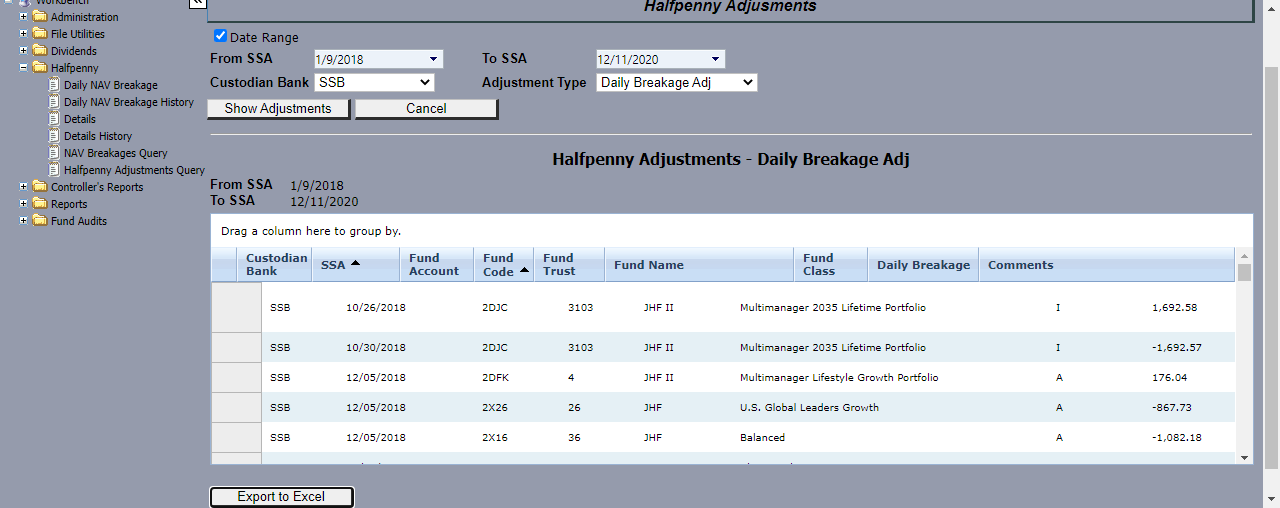 Workbench
Administration
File Utilities
Dividends
Halfpenny
Daily NAV Breakage
Daily NAV Breakage History
Details
Details History
NAV Breakages Query
Halfpenny Adjustments Query
Controller's Reports
Reports
Fund Audits
Halfpenny Adjusments
Date Range
From SSA 1/9/2018 To SSA 12/11/2020
Custodian Bank SSB Adjustment Type Daily Breakage Adj
Show Adjustments Cancel
Halfpenny Adjustments - Daily Breakage Adj
From SSA 1/9/2018
To SSA 12/11/2020
Drag a column here to group by.
Custodian Bank SSA Fund Account Fund Code Fund Trust Fund Name Fund Class Daily Breakage Comments
SSB 10/26/2018 2DJC 3103 JHF II Multimanager 2035 Lifetime Portfolio I 1,692.58
SSB 10/30/2018 2DJC 3103 JHF II Multimanager 2035 Lifetime Portfolio I -1,692.57
SSB 12/05/2018 2DFK 4 JHF II Multimanager Lifestyle Growth Portfolio A 176.04
SSB 12/05/2018 2X26 26 JHF U.S. Global Leaders Growth A -867.73
SSB 12/05/2018 2X16 36 JHF Balanced A -1,082.18
Export to Excel